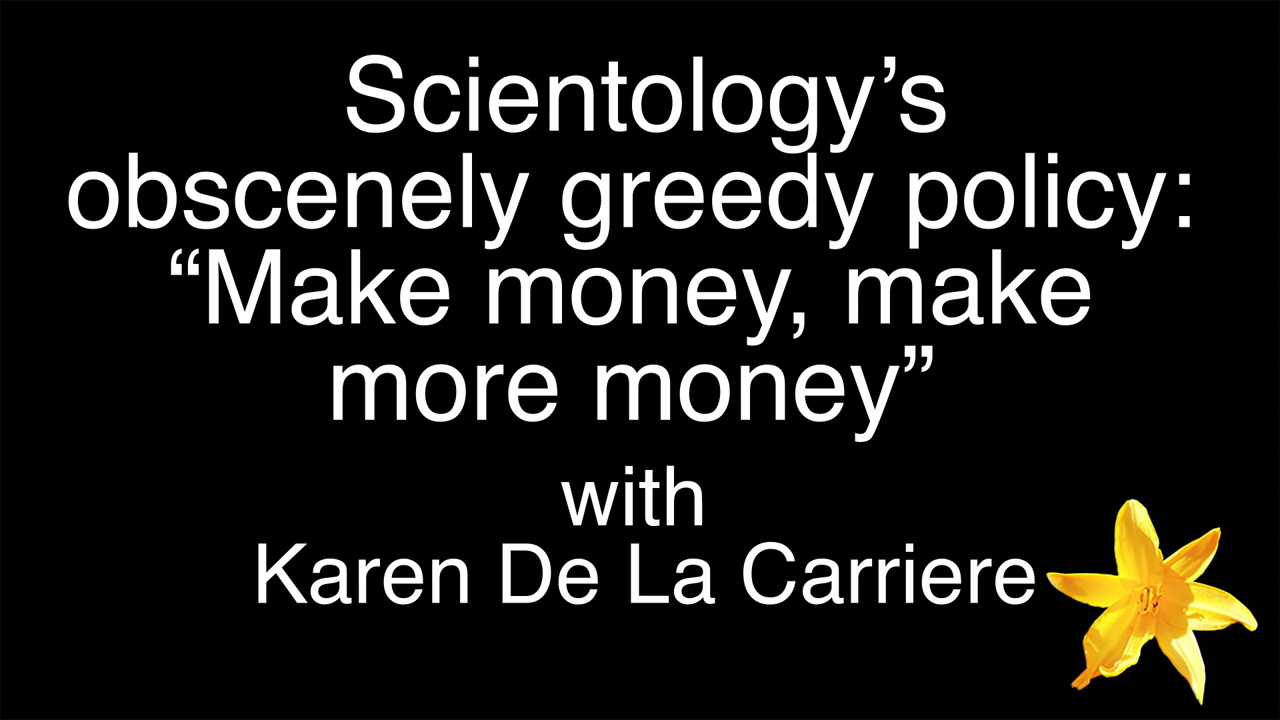 Scientology’s
obscenely greedy policy:
“Make money, make
more money”
with
Karen De La Carriere